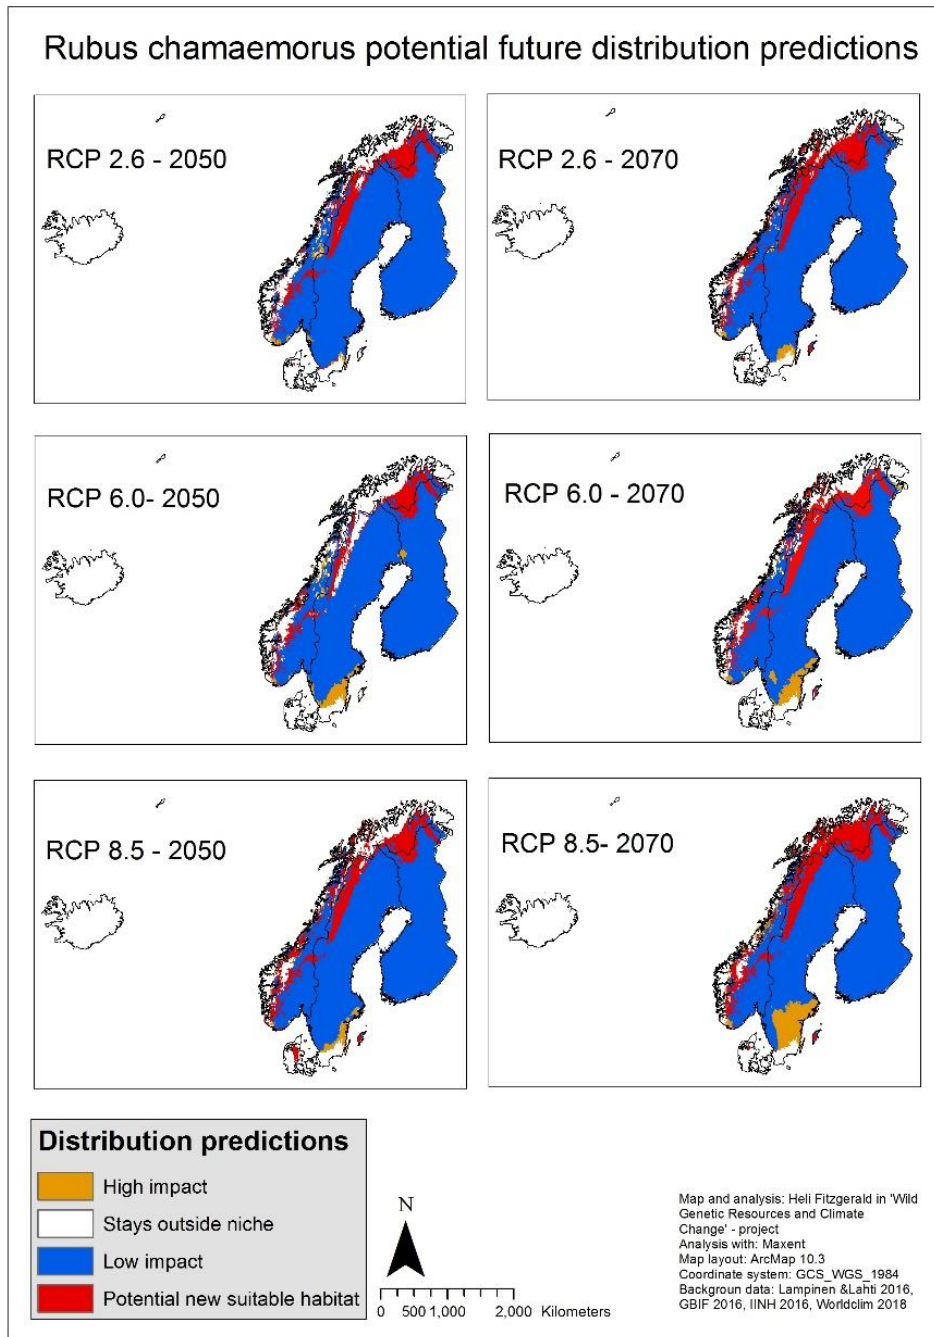 Rubus chamaemorus potential future distribution predictions
RCP 2.6 - 2050
RCP 2.6 - 2070
RCP 6.0- 2050
RCP 6.0 - 2070
RCP 8.5 - 2050
RCP 8.5- 2070
Distribution predictions
High impact
Stays outside niche
Low impact
Potential new suitable habitat
N
0 500 1,000 2,000 Kilometers
Map and analysis: Heli Fitzgerald in 'Wild
Genetic Resources and Climate
Change' - project
Analysis with: Maxent
Map layout: ArcMap 10.3
Coordinate system: GCS_WGS_1984
Backgroun data: Lampinen &Lahti 2016,
GBIF 2016, IINH 2016, Worldclim 2018